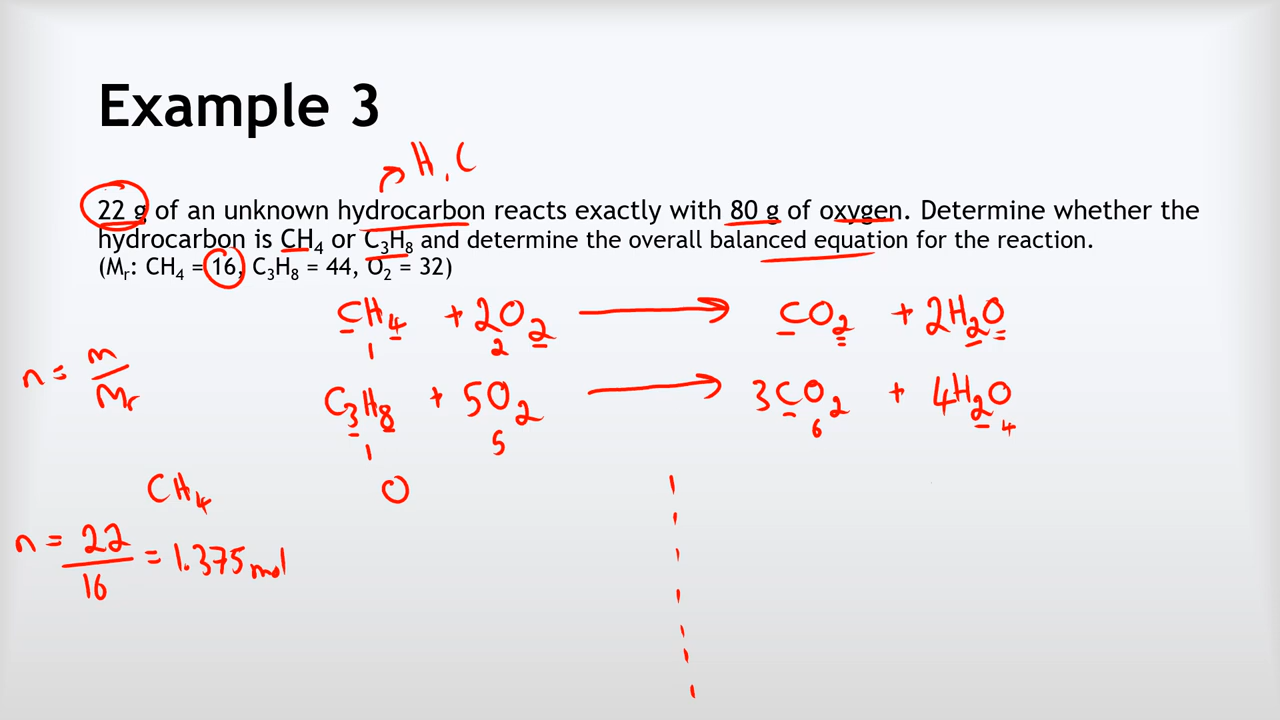 Example 3
H, C
22 g of an unknown hydrocarbon reacts exactly with 80 g of oxygen. Determine whether the
hydrocarbon is CH₄ or C₃H₈ and determine the overall balanced equation for the reaction.
(Mᵣ: CH₄ = 16, C₃H₈ = 44, O₂ = 32)
CH₄ + 2O₂ ⟶ CO₂ + 2H₂O
1 2
n = m/Mᵣ
C₃H₈ + 5O₂ ⟶ 3CO₂ + 4H₂O
1 5 6 4
CH₄ O
n = 22/16 = 1.375 mol